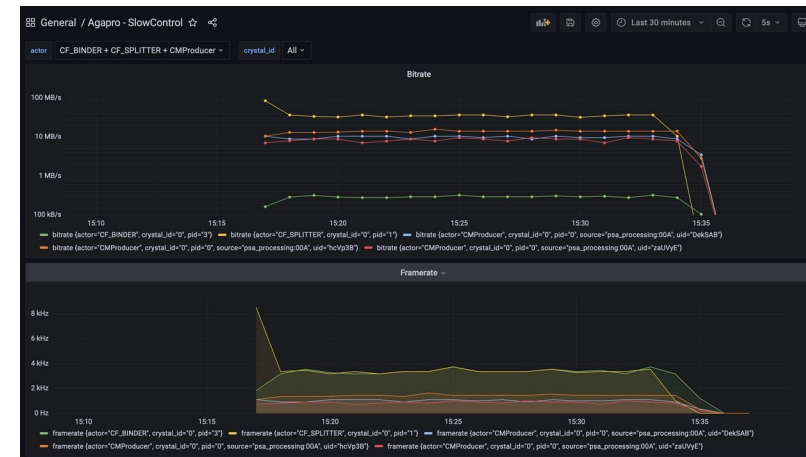 General / Agapro - SlowControl
Last 30 minutes
5s
actor CF_BINDER + CF_SPLITTER + CMProducer crystal_id All
Bitrate
100 MB/s
10 MB/s
1 MB/s
100 kB/s
15:10 15:15 15:20 15:25 15:30 15:35
bitrate {actor="CF_BINDER", crystal_id="0", pid="3"} bitrate {actor="CF_SPLITTER", crystal_id="0", pid="1"} bitrate {actor="CMProducer", crystal_id="0", pid="0", source="psa_processing:00A", uid="DekSAB"}
bitrate {actor="CMProducer", crystal_id="0", pid="0", source="psa_processing:00A", uid="hcVp3B"} bitrate {actor="CMProducer", crystal_id="0", pid="0", source="psa_processing:00A", uid="zaUVyE"}
Framerate
8 kHz
6 kHz
4 kHz
2 kHz
0 Hz
15:10 15:15 15:20 15:25 15:30 15:35
framerate {actor="CF_BINDER", crystal_id="0", pid="3"} framerate {actor="CF_SPLITTER", crystal_id="0", pid="1"} framerate {actor="CMProducer", crystal_id="0", pid="0", source="psa_processing:00A", uid="DekSAB"}
framerate {actor="CMProducer", crystal_id="0", pid="0", source="psa_processing:00A", uid="hcVp3B"} framerate {actor="CMProducer", crystal_id="0", pid="0", source="psa_processing:00A", uid="zaUVyE"}